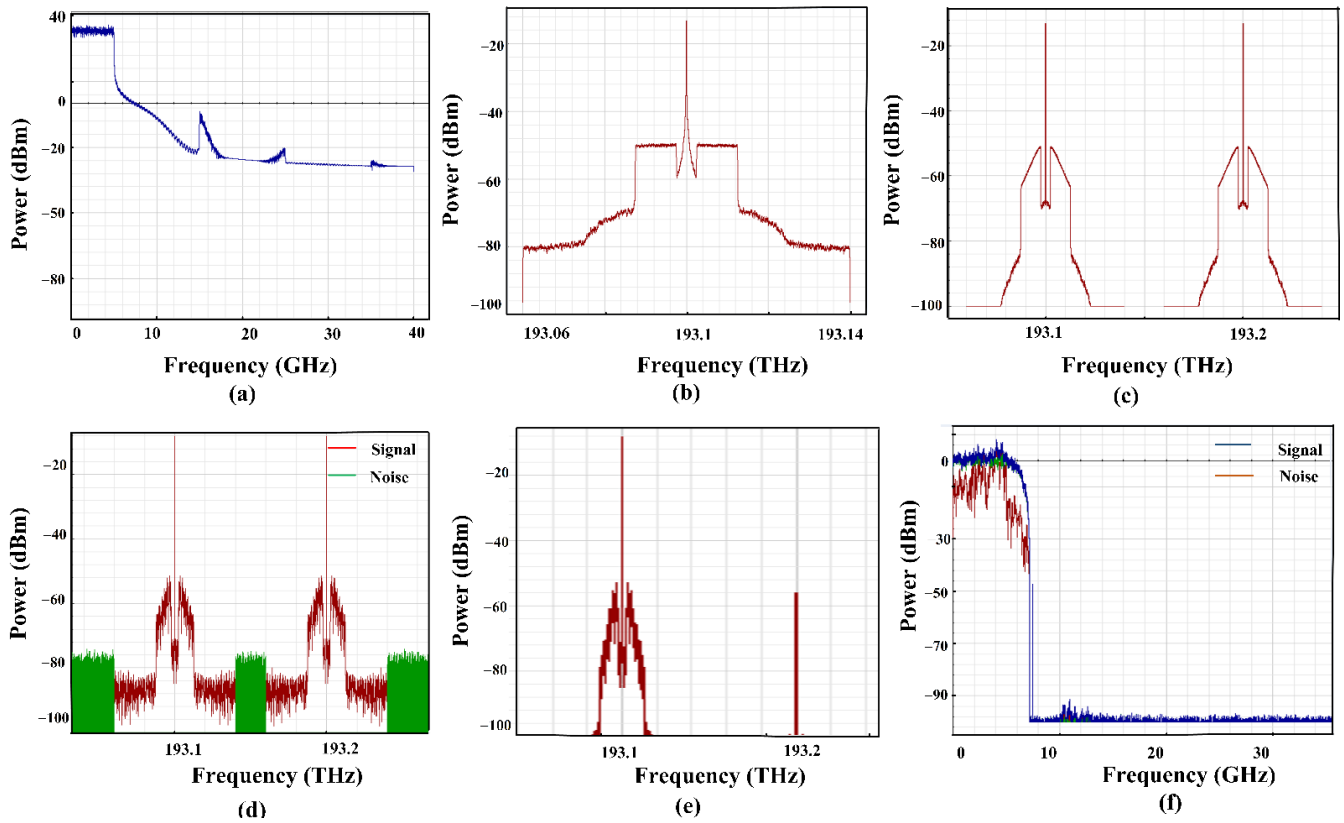 40
0
−20
−50
−80
Power (dBm)
0
10
20
30
40
Frequency (GHz)
(a)
−20
−40
−60
−80
−100
Power (dBm)
193.06
193.1
193.14
Frequency (THz)
(b)
−20
−40
−60
−80
−100
Power (dBm)
193.1
193.2
Frequency (THz)
(c)
−20
−40
−60
−80
−100
Power (dBm)
Signal
Noisc
193.1
193.2
Frequency (THz)
(d)
−20
−40
−60
−80
−100
Power (dBm)
193.1
193.2
Frequency (THz)
(e)
0
−30
−50
−70
−90
Power (dBm)
Signal
Noisc
0
10
20
30
Frequency (GHz)
(f)